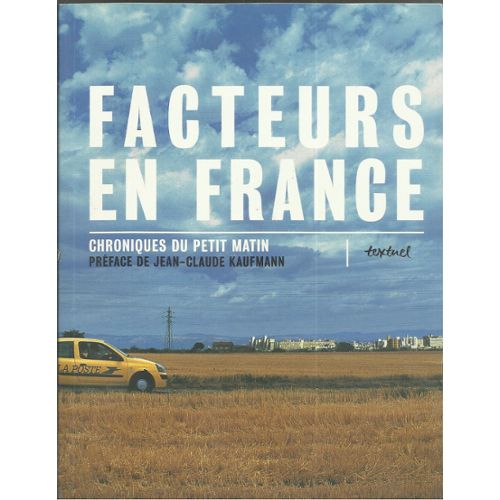 FACTEURS
EN FRANCE
CHRONIQUES DU PETIT MATIN
PRÉFACE DE JEAN-CLAUDE KAUFMANN
textuel
LA POSTE